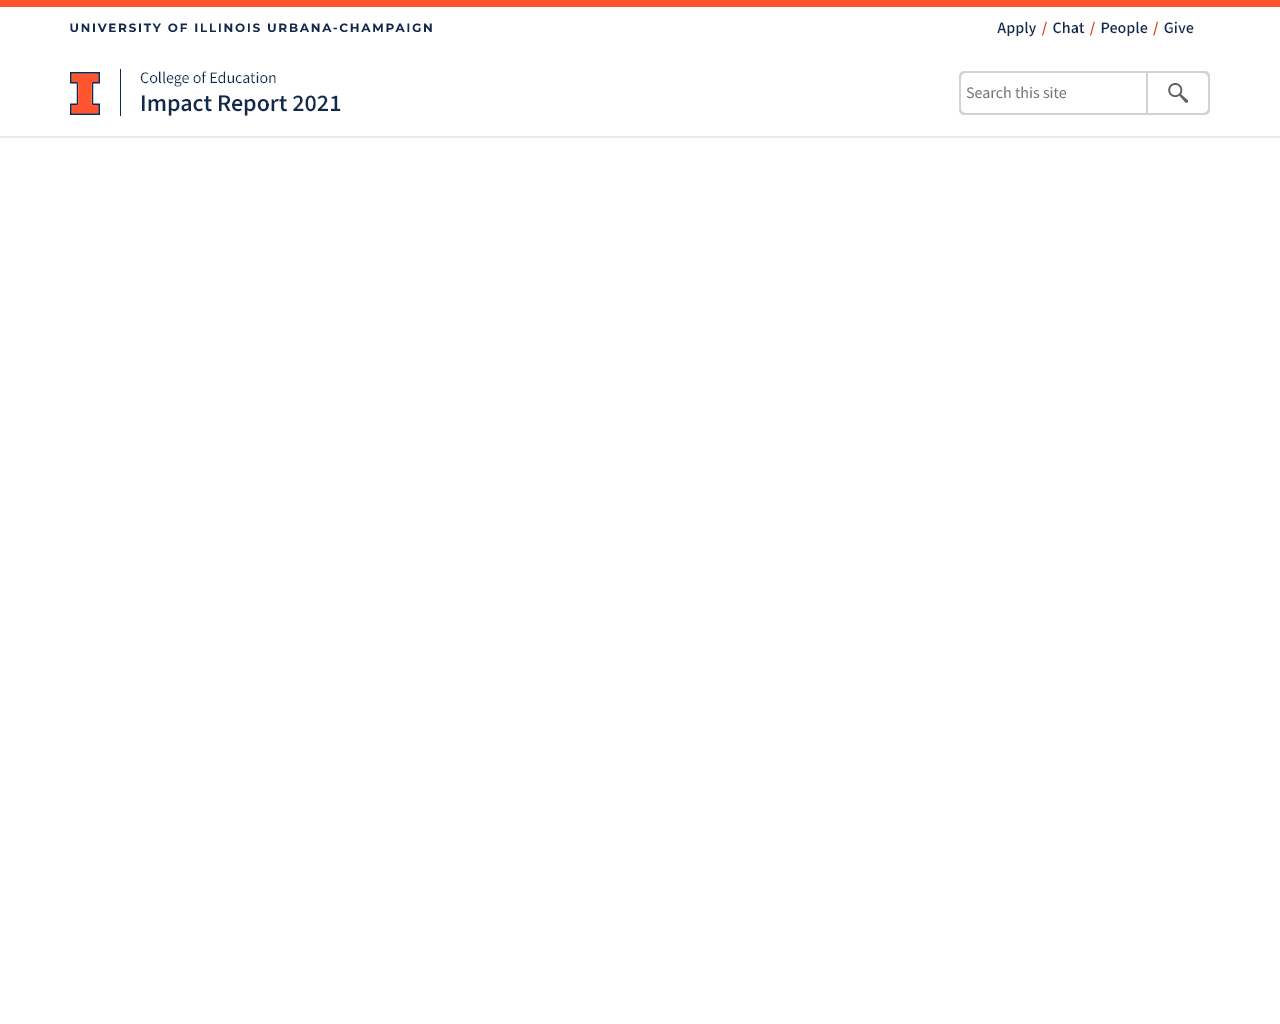 UNIVERSITY OF ILLINOIS URBANA-CHAMPAIGN
Apply / Chat / People / Give
College of Education
Impact Report 2021
Search this site